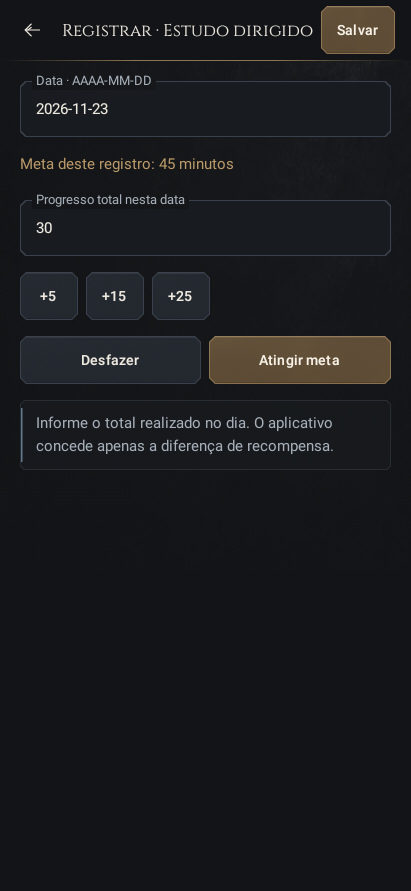 Registrar · Estudo dirigido
Salvar
Data · AAAA-MM-DD
2026-11-23
Meta deste registro: 45 minutos
Progresso total nesta data
30
+5
+15
+25
Desfazer
Atingir meta
Informe o total realizado no dia. O aplicativo
concede apenas a diferença de recompensa.